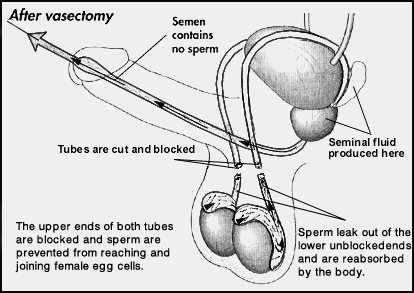 After vasectomy
Semen
contains
no sperm
Tubes are cut and blocked
Seminal fluid
produced here
The upper ends of both tubes
are blocked and sperm are
prevented from reaching and
joining female egg cells.
Sperm leak out of the
lower unblockedends
and are reabsorbed
by the body.